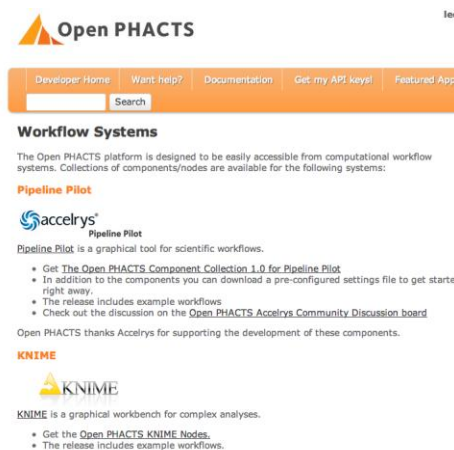 Open PHACTS
Developer Home Want help? Documentation Get my API keys! Featured App
Search
Workflow Systems
The Open PHACTS platform is designed to be easily accessible from computational workflow
systems. Collections of components/nodes are available for the following systems:
Pipeline Pilot
accelrys®
Pipeline Pilot
Pipeline Pilot is a graphical tool for scientific workflows.
• Get The Open PHACTS Component Collection 1.0 for Pipeline Pilot
• In addition to the components you can download a pre-configured settings file to get starte
right away.
• The release includes example workflows
• Check out the discussion on the Open PHACTS Accelrys Community Discussion board
Open PHACTS thanks Accelrys for supporting the development of these components.
KNIME
KNIME
KNIME is a graphical workbench for complex analyses.
• Get the Open PHACTS KNIME Nodes.
• The release includes example workflows.